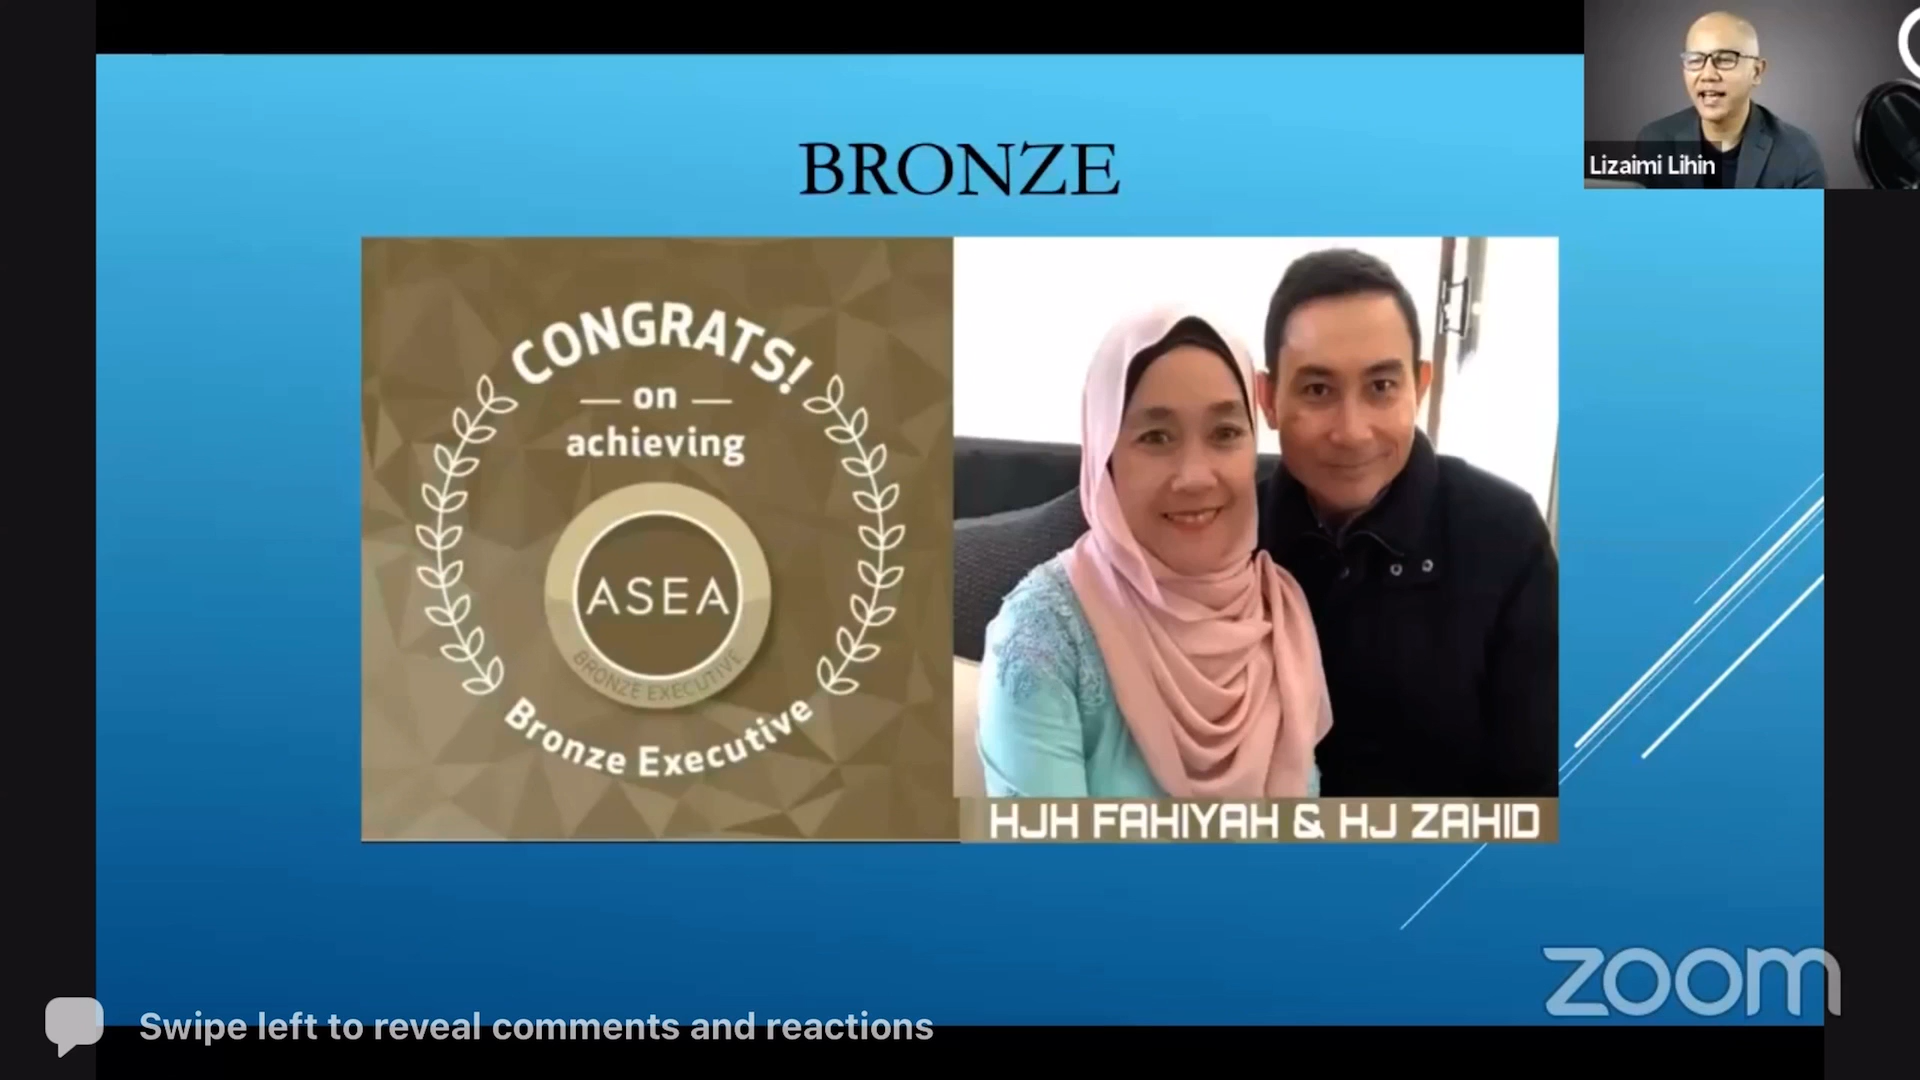 Lizaimi Lihin
BRONZE
CONGRATS!
on
achieving
ASEA
BRONZE EXECUTIVE
Bronze Executive
HJH FAHIYAH & HJ ZAHID
zoom
Swipe left to reveal comments and reactions